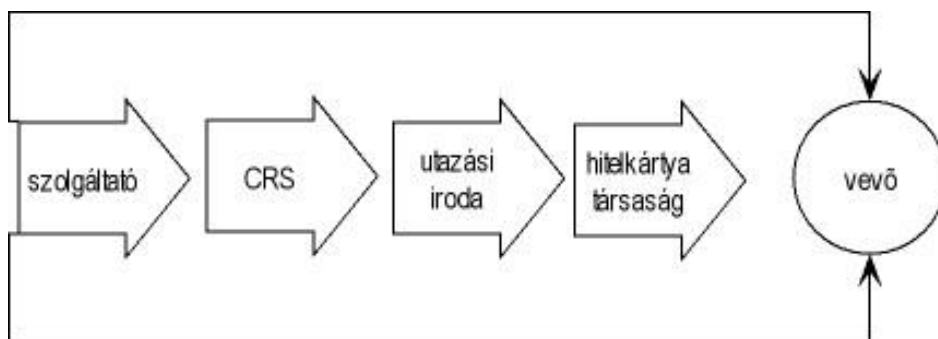 szolgáltató
CRS
utazási
iroda
hitelkártya
társaság
vevõ